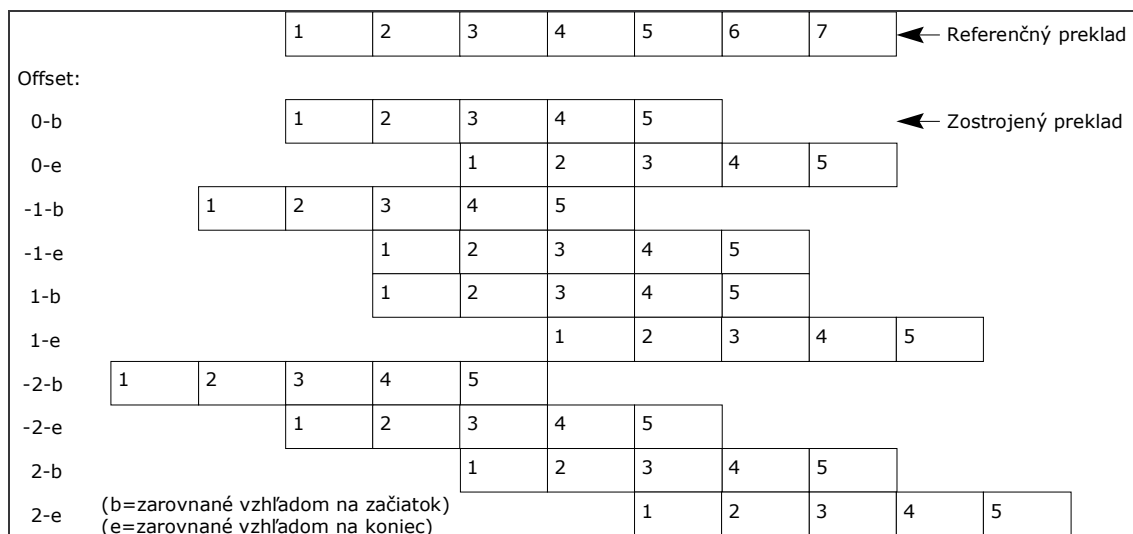 1 2 3 4 5 6 7 Referenčný preklad
Offset:
0-b 1 2 3 4 5 Zostrojený preklad
0-e 1 2 3 4 5
-1-b 1 2 3 4 5
-1-e 1 2 3 4 5
1-b 1 2 3 4 5
1-e 1 2 3 4 5
-2-b 1 2 3 4 5
-2-e 1 2 3 4 5
2-b 1 2 3 4 5
(b=zarovnané vzhľadom na začiatok)
2-e (e=zarovnané vzhľadom na koniec) 1 2 3 4 5